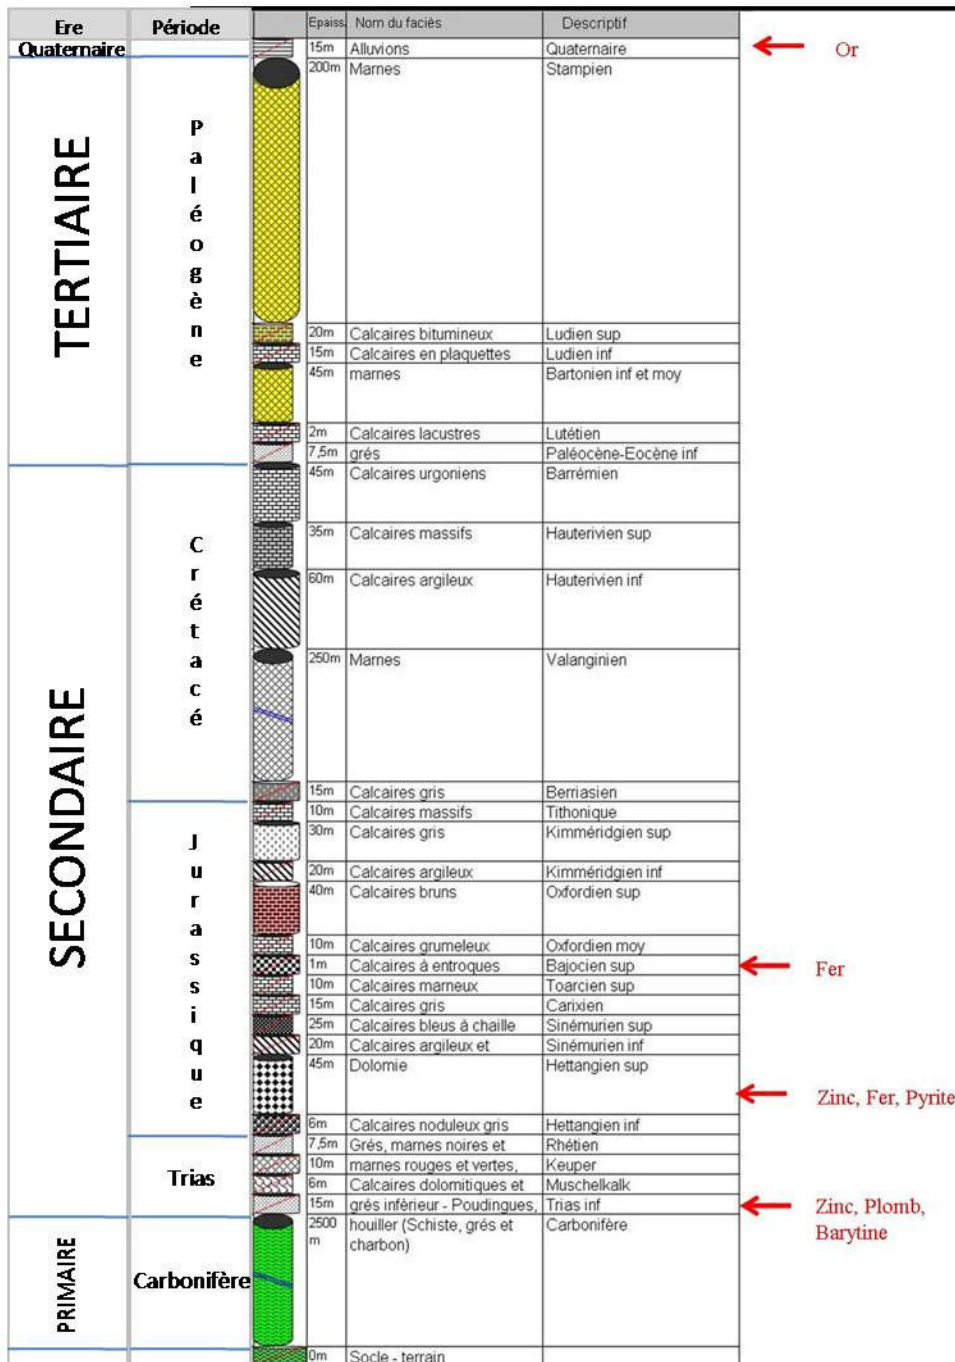 Ere Période Epaiss. Nom du faciès Descriptif
Quaternaire 15m Alluvions Quaternaire Or
TERTIAIRE
Paléogène
200m Marnes Stampien
20m Calcaires bitumineux Ludien sup
15m Calcaires en plaquettes Ludien inf
45m marnes Bartonien inf et moy
2m Calcaires lacustres Lutétien
7,5m grés Paléocène-Eocène inf
SECONDAIRE
Crétacé
45m Calcaires urgoniens Barrémien
35m Calcaires massifs Hauterivien sup
60m Calcaires argileux Hauterivien inf
250m Marnes Valanginien
15m Calcaires gris Berriasien
Jurassique
10m Calcaires massifs Tithonique
30m Calcaires gris Kimméridgien sup
20m Calcaires argileux Kimméridgien inf
40m Calcaires bruns Oxfordien sup
10m Calcaires grumeleux Oxfordien moy
1m Calcaires à entroques Bajocien sup Fer
10m Calcaires marneux Toarcien sup
15m Calcaires gris Carixien
25m Calcaires bleus à chaille Sinémurien sup
20m Calcaires argileux et Sinémurien inf
45m Dolomie Hettangien sup
Zinc, Fer, Pyrite
6m Calcaires noduleux gris Hettangien inf
Trias
7,5m Grés, marnes noires et Rhétien
10m marnes rouges et vertes, Keuper
6m Calcaires dolomitiques et Muschelkalk
15m grés infèrieur - Poudingues, Trias inf Zinc, Plomb,
Barytine
PRIMAIRE
Carbonifère
2500 houiller (Schiste, grés et Carbonifère
m charbon)
0m Socle - terrain